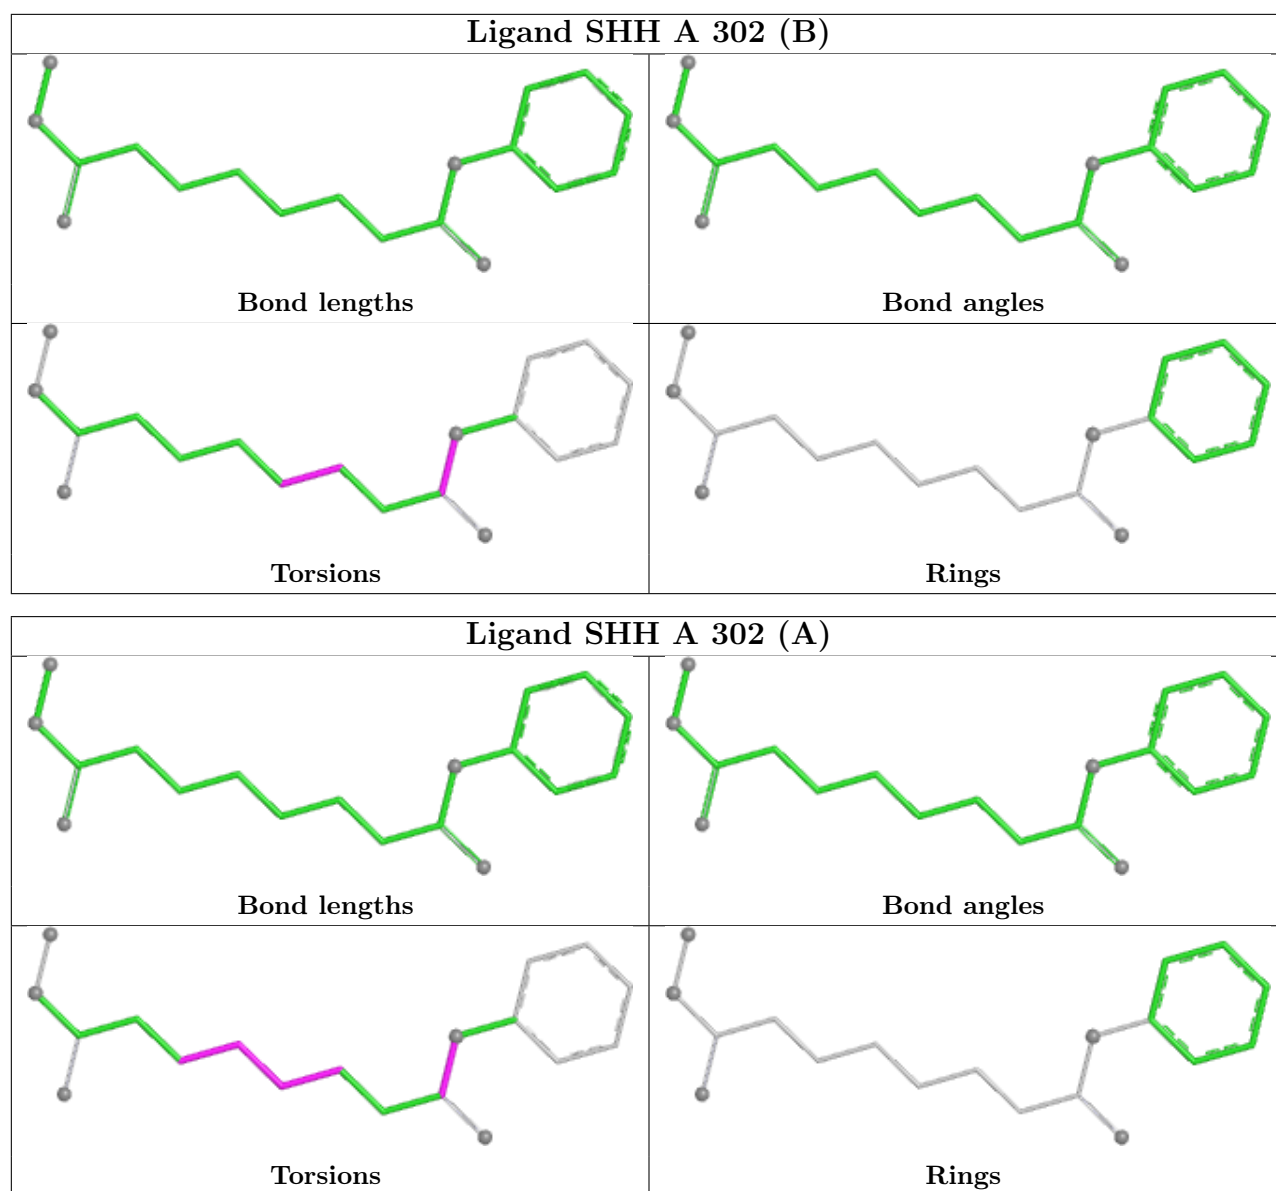 Ligand SHH A 302 (B)
Bond lengths
Bond angles
Torsions
Rings
Ligand SHH A 302 (A)
Bond lengths
Bond angles
Torsions
Rings